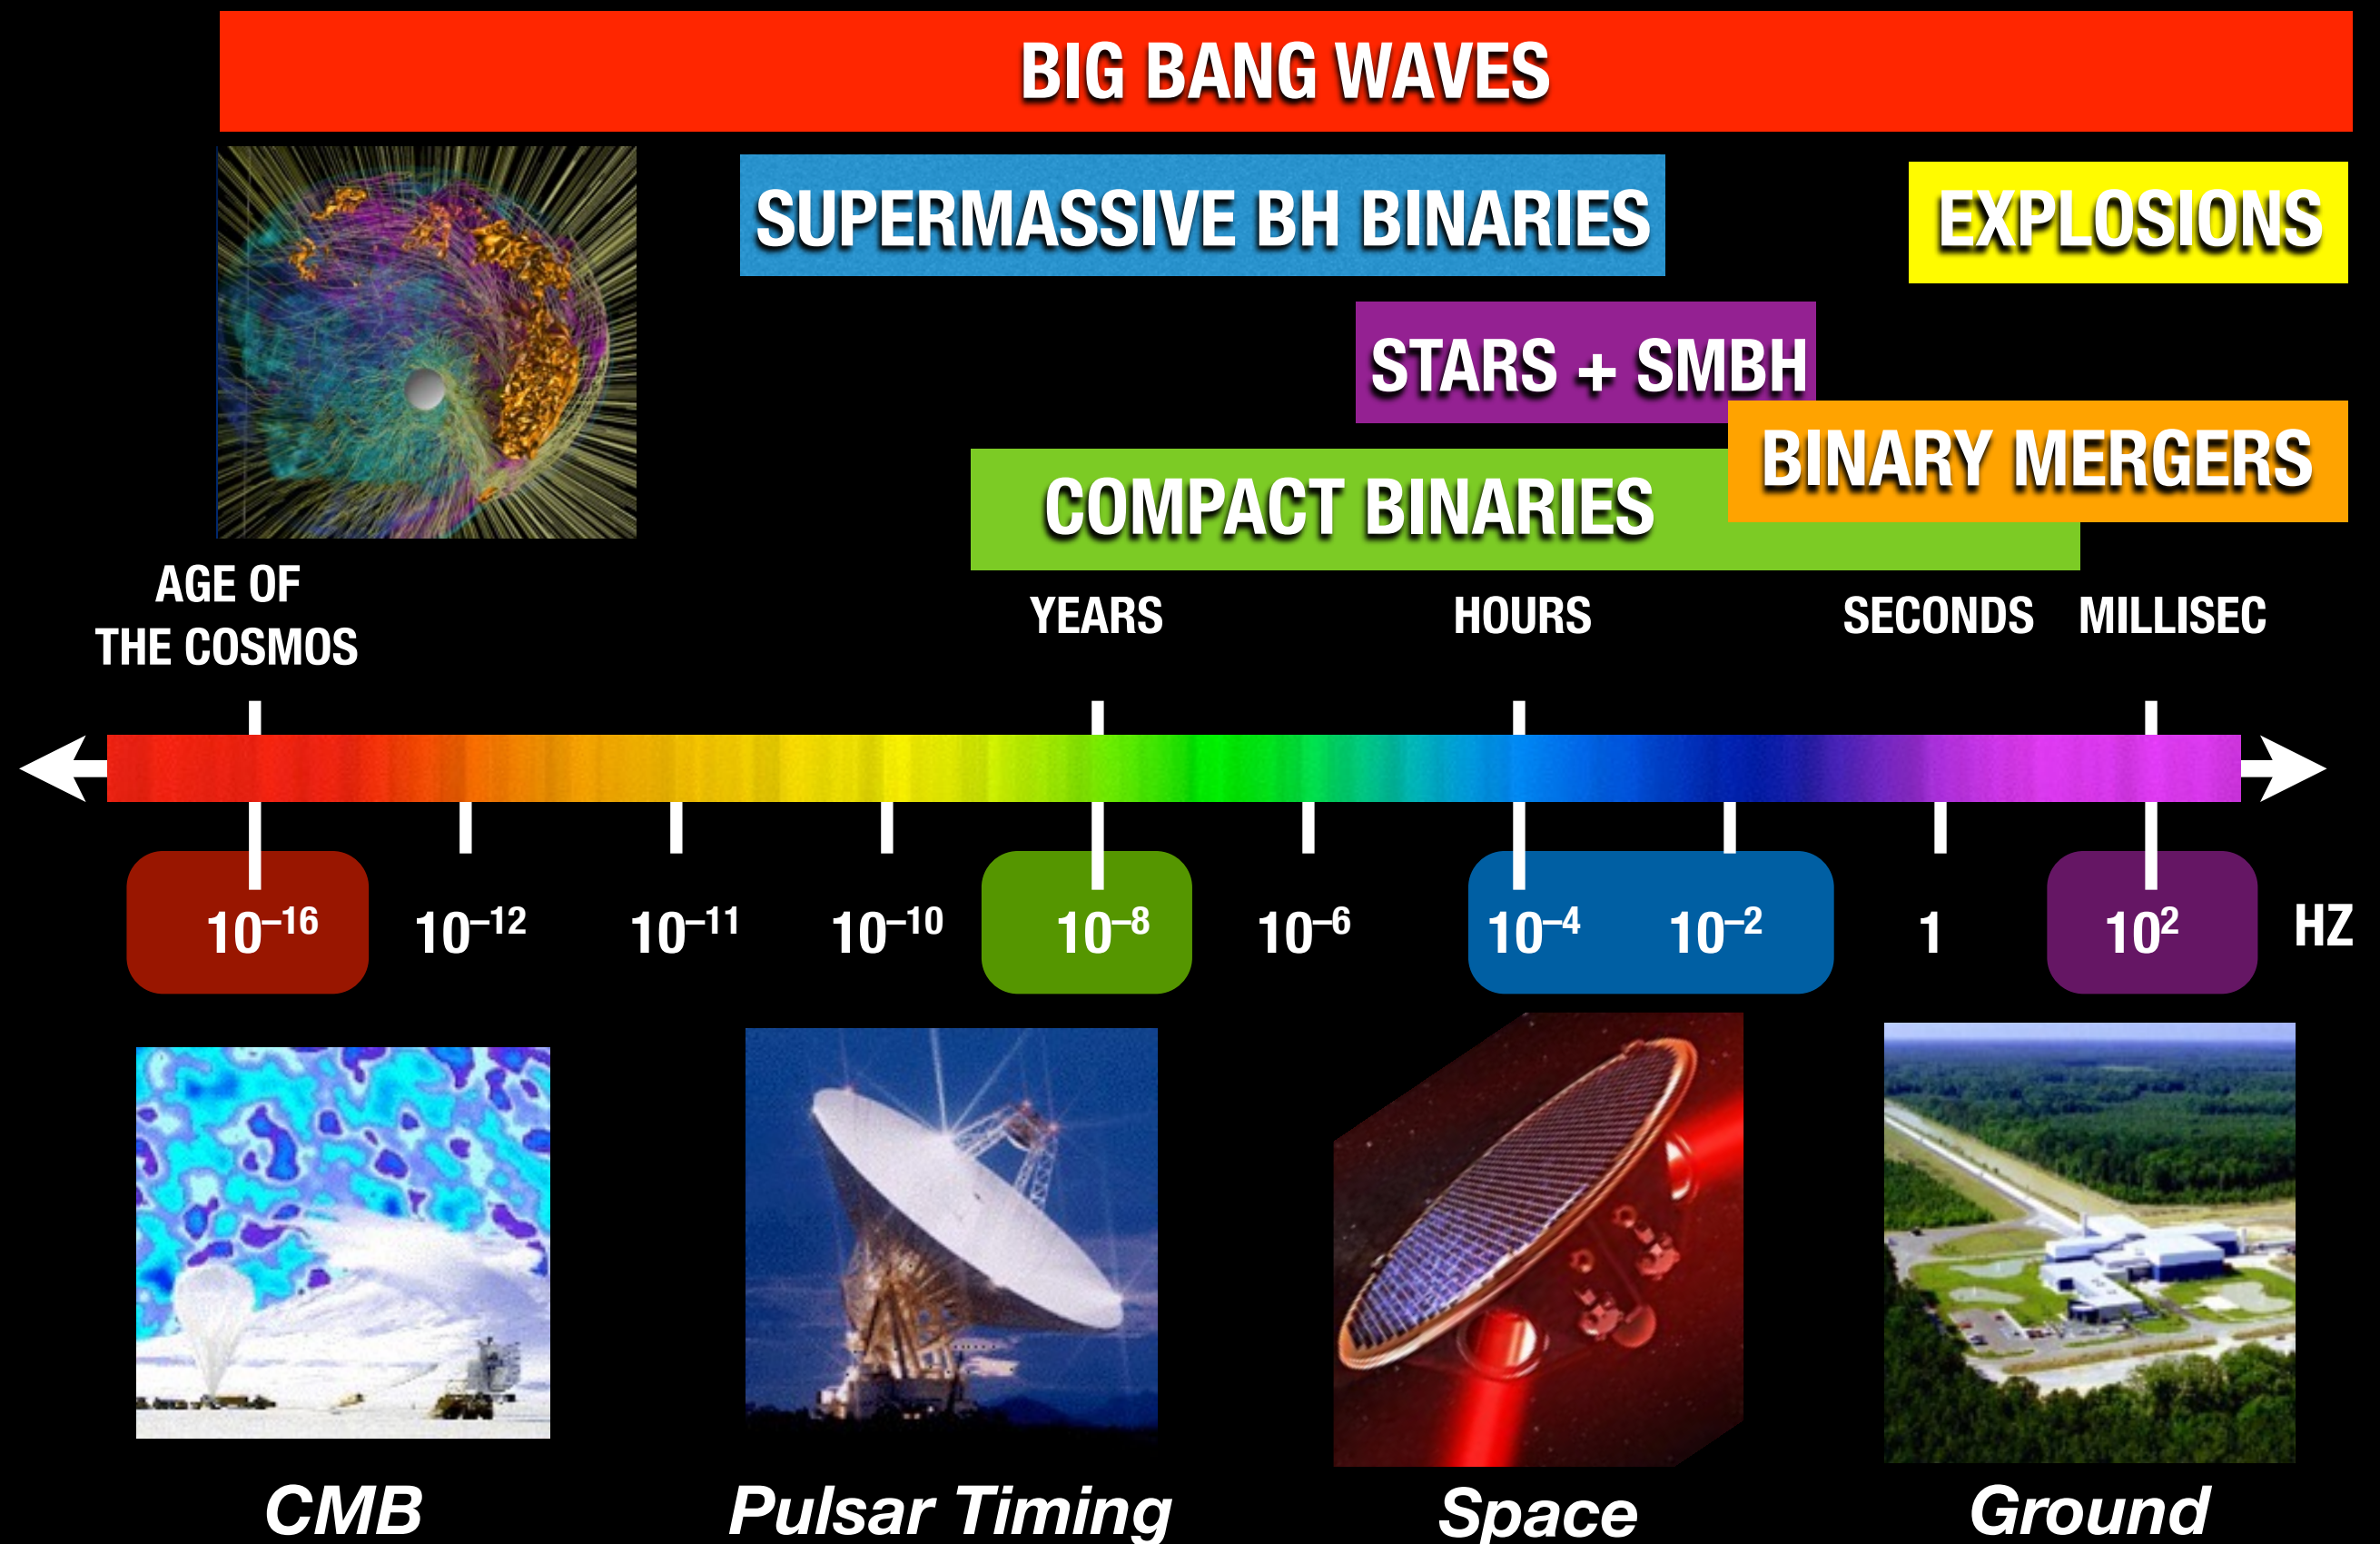 BIG BANG WAVES
SUPERMASSIVE BH BINARIES
EXPLOSIONS
STARS + SMBH
BINARY MERGERS
COMPACT BINARIES
AGE OF
THE COSMOS
YEARS
HOURS
SECONDS
MILLISEC
10⁻¹⁶ 10⁻¹² 10⁻¹¹ 10⁻¹⁰ 10⁻⁸ 10⁻⁶ 10⁻⁴ 10⁻² 1 10² HZ
CMB
Pulsar Timing
Space
Ground